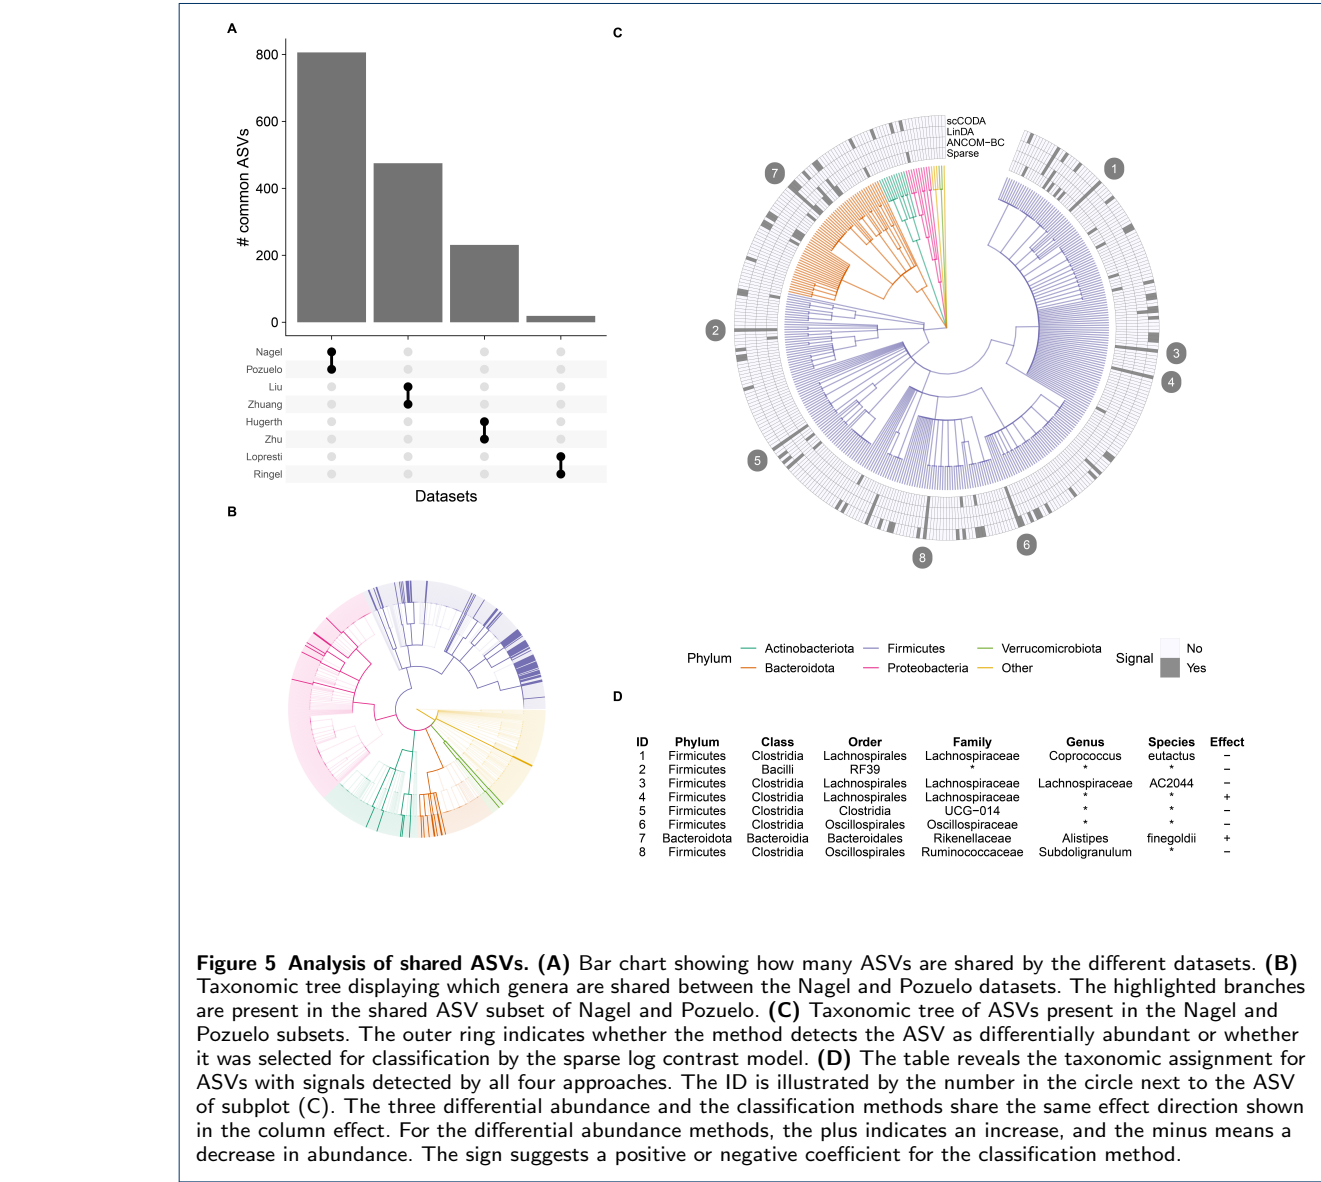 A
800
600
400
200
0
# common ASVs
Nagel
Pozuelo
Liu
Zhuang
Hugerth
Zhu
Lopresti
Ringel
Datasets
B
C
scCODA
LinDA
ANCOM−BC
Sparse
1
2
3
4
5
6
7
8
Phylum
Actinobacteriota
Firmicutes
Verrucomicrobiota
Bacteroidota
Proteobacteria
Other
Signal
No
Yes
D
ID Phylum Class Order Family Genus Species Effect
1 Firmicutes Clostridia Lachnospirales Lachnospiraceae Coprococcus eutactus −
2 Firmicutes Bacilli RF39 * * −
3 Firmicutes Clostridia Lachnospirales Lachnospiraceae Lachnospiraceae AC2044 −
4 Firmicutes Clostridia Lachnospirales Lachnospiraceae * * +
5 Firmicutes Clostridia Clostridia UCG−014 * * −
6 Firmicutes Clostridia Oscillospirales Oscillospiraceae * * −
7 Bacteroidota Bacteroidia Bacteroidales Rikenellaceae Alistipes finegoldii +
8 Firmicutes Clostridia Oscillospirales Ruminococcaceae Subdoligranulum * −
Figure 5 Analysis of shared ASVs. (A) Bar chart showing how many ASVs are shared by the different datasets. (B)
Taxonomic tree displaying which genera are shared between the Nagel and Pozuelo datasets. The highlighted branches
are present in the shared ASV subset of Nagel and Pozuelo. (C) Taxonomic tree of ASVs present in the Nagel and
Pozuelo subsets. The outer ring indicates whether the method detects the ASV as differentially abundant or whether
it was selected for classification by the sparse log contrast model. (D) The table reveals the taxonomic assignment for
ASVs with signals detected by all four approaches. The ID is illustrated by the number in the circle next to the ASV
of subplot (C). The three differential abundance and the classification methods share the same effect direction shown
in the column effect. For the differential abundance methods, the plus indicates an increase, and the minus means a
decrease in abundance. The sign suggests a positive or negative coefficient for the classification method.